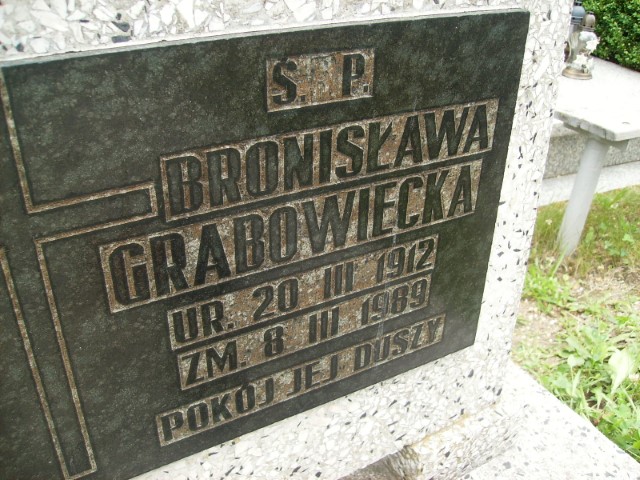 Ś. P.
BRONISŁAWA
GRABOWIECKA
UR. 20 III 1912
ZM. 8 III 1989
POKÓJ JEJ DUSZY